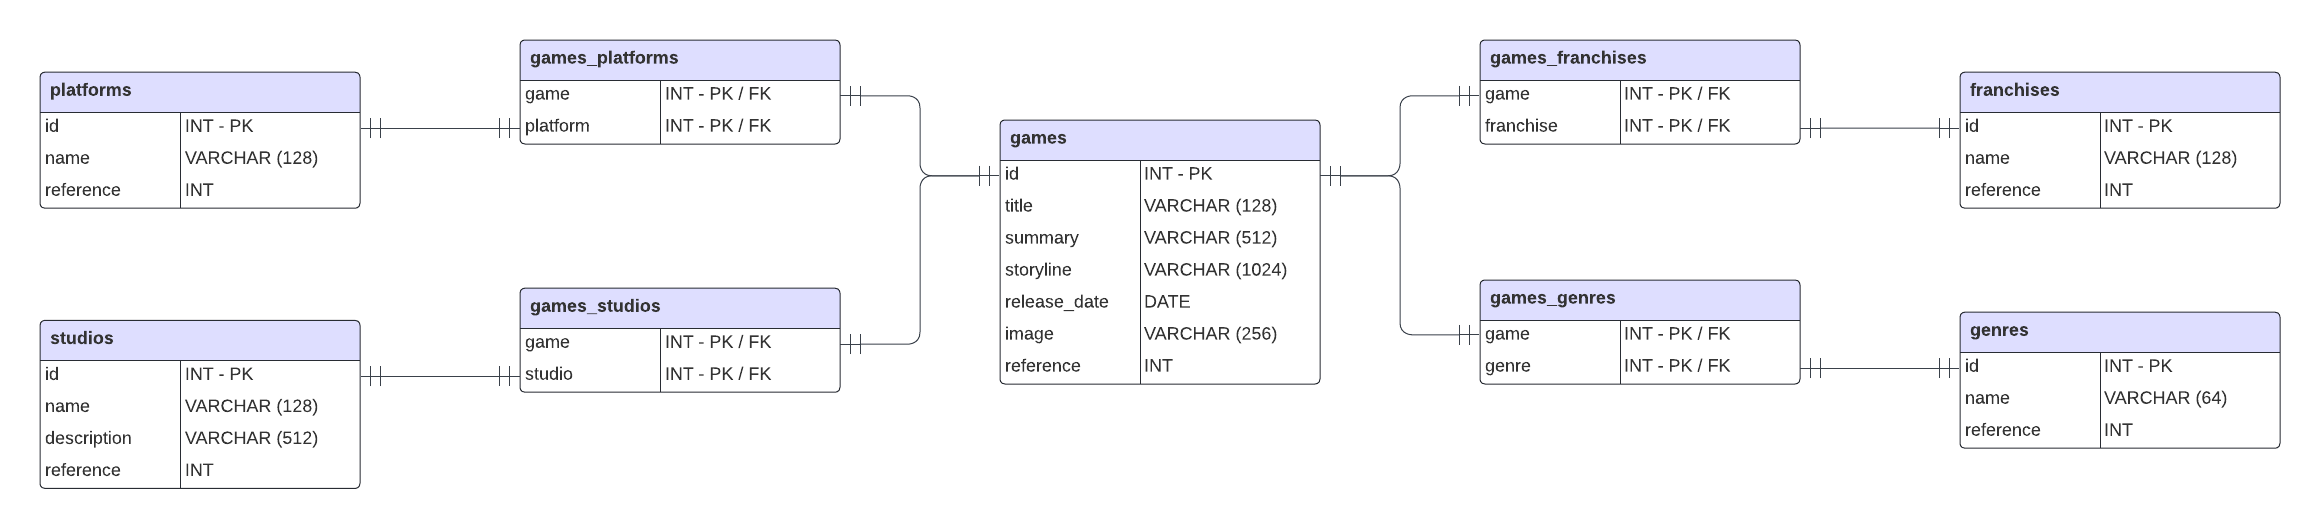 platforms
id INT - PK
name VARCHAR (128)
reference INT
studios
id INT - PK
name VARCHAR (128)
description VARCHAR (512)
reference INT
games_platforms
game INT - PK / FK
platform INT - PK / FK
games_studios
game INT - PK / FK
studio INT - PK / FK
games
id INT - PK
title VARCHAR (128)
summary VARCHAR (512)
storyline VARCHAR (1024)
release_date DATE
image VARCHAR (256)
reference INT
games_franchises
game INT - PK / FK
franchise INT - PK / FK
games_genres
game INT - PK / FK
genre INT - PK / FK
franchises
id INT - PK
name VARCHAR (128)
reference INT
genres
id INT - PK
name VARCHAR (64)
reference INT